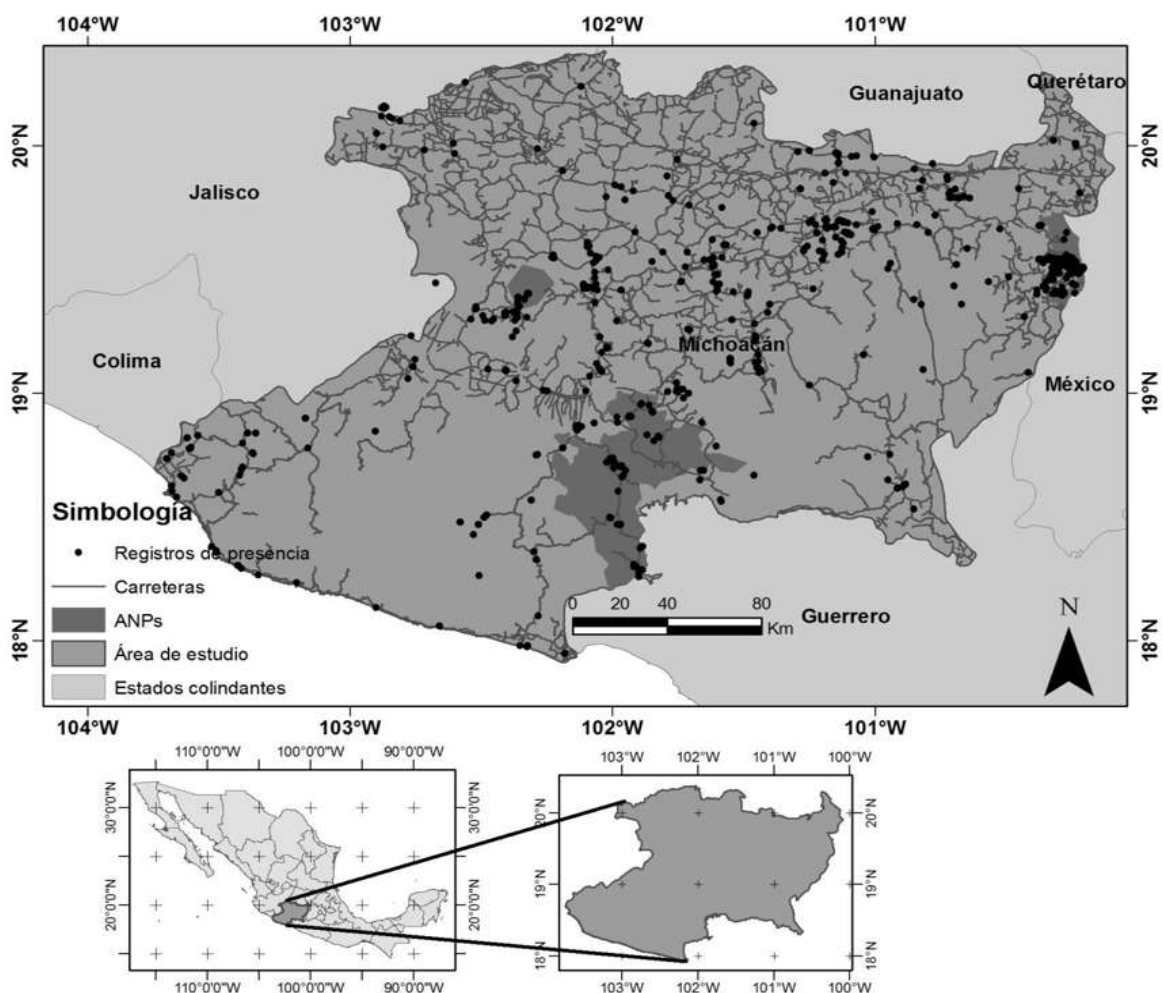 104°W 103°W 102°W 101°W
20°N 20°N
19°N 19°N
18°N 18°N
Querétaro
Guanajuato
Jalisco
Michoacán
Colima
México
Guerrero
Simbología
Registros de presencia
Carreteras
ANPs
Área de estudio
Estados colindantes
0 20 40 80
Km
N
104°W 103°W 102°W 101°W
110°0'0"W 100°0'0"W 90°0'0"W
30°0'0"N 30°0'0"N
20°0'0"N 20°0'0"N
110°0'0"W 100°0'0"W 90°0'0"W
103°W 102°W 101°W 100°W
20°N 20°N
19°N 19°N
18°N 18°N
103°W 102°W 101°W 100°W